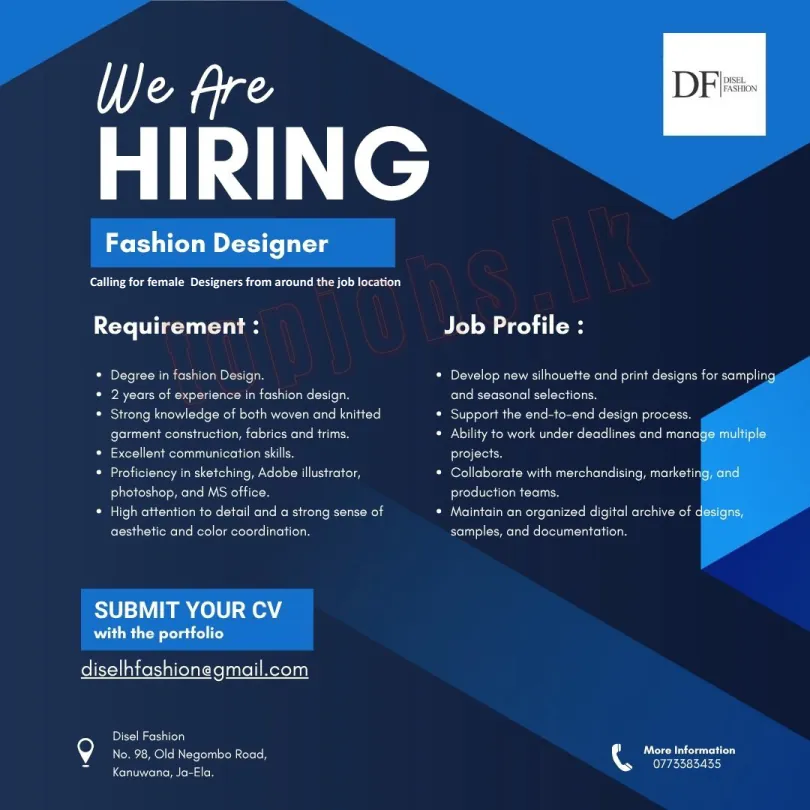 We Are
HIRING
DF DISEL
FASHION
Fashion Designer
Calling for female Designers from around the job location
topjobs.lk
Requirement :
• Degree in fashion Design.
• 2 years of experience in fashion design.
• Strong knowledge of both woven and knitted
garment construction, fabrics and trims.
• Excellent communication skills.
• Proficiency in sketching, Adobe illustrator,
photoshop, and MS office.
• High attention to detail and a strong sense of
aesthetic and color coordination.
Job Profile :
• Develop new silhouette and print designs for sampling
and seasonal selections.
• Support the end-to-end design process.
• Ability to work under deadlines and manage multiple
projects.
• Collaborate with merchandising, marketing, and
production teams.
• Maintain an organized digital archive of designs,
samples, and documentation.
SUBMIT YOUR CV
with the portfolio
diselhfashion@gmail.com
Disel Fashion
No. 98, Old Negombo Road,
Kanuwana, Ja-Ela.
More Information
0773383435